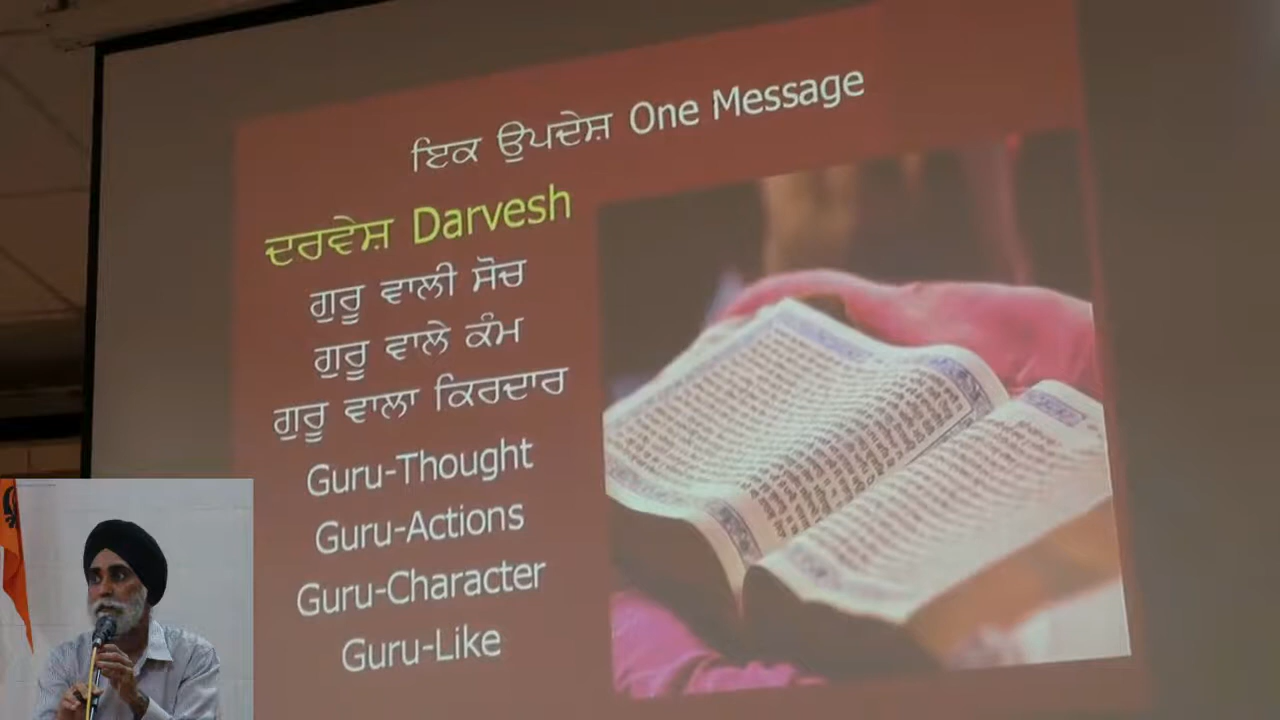 ਇਕ ਉਪਦੇਸ਼ One Message
ਦਰਵੇਸ਼ Darvesh
ਗੁਰੂ ਵਾਲੀ ਸੋਚ
ਗੁਰੂ ਵਾਲੇ ਕੰਮ
ਗੁਰੂ ਵਾਲਾ ਕਿਰਦਾਰ
Guru-Thought
Guru-Actions
Guru-Character
Guru-Like